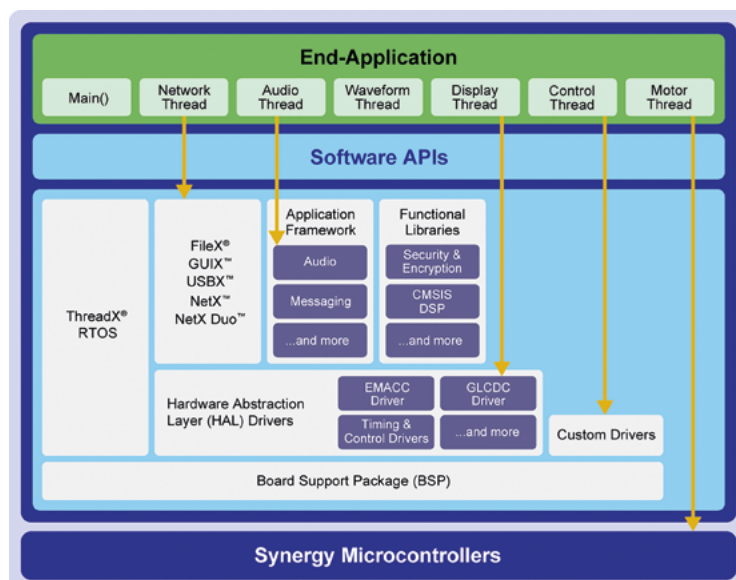 End-Application
Main()
Network
Thread
Audio
Thread
Waveform
Thread
Display
Thread
Control
Thread
Motor
Thread
Software APIs
ThreadX®
RTOS
FileX®
GUIX™
USBX™
NetX™
NetX Duo™
Application
Framework
Audio
Messaging
...and more
Functional
Libraries
Security &
Encryption
CMSIS
DSP
...and more
Hardware Abstraction
Layer (HAL) Drivers
EMACC
Driver
GLCDC
Driver
Timing &
Control Drivers
...and more
Custom Drivers
Board Support Package (BSP)
Synergy Microcontrollers